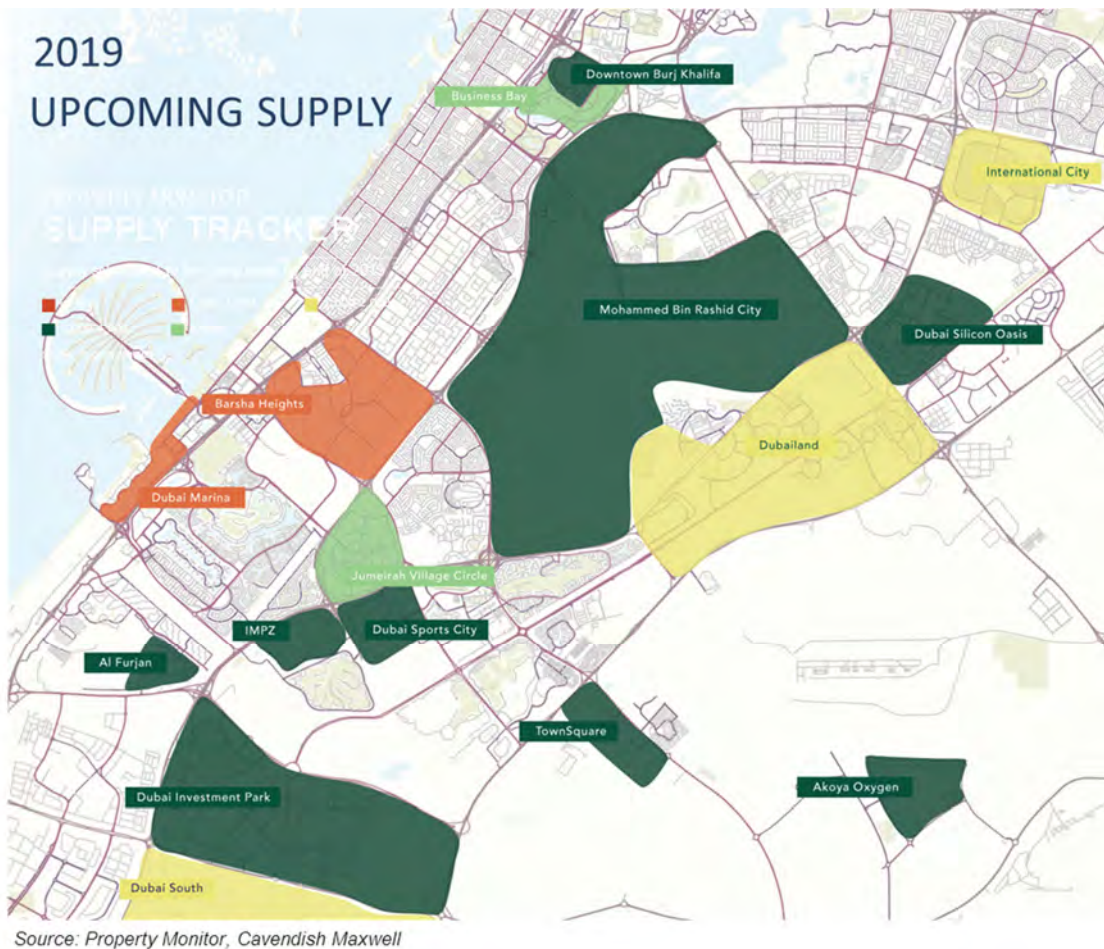 2019
UPCOMING SUPPLY
SUPPLY TRACKER
Downtown Burj Khalifa
Business Bay
International City
Mohammed Bin Rashid City
Dubai Silicon Oasis
Barsha Heights
Dubailand
Dubai Marina
Jumeirah Village Circle
IMPZ
Dubai Sports City
Al Furjan
TownSquare
Akoya Oxygen
Dubai Investment Park
Dubai South
Source: Property Monitor, Cavendish Maxwell